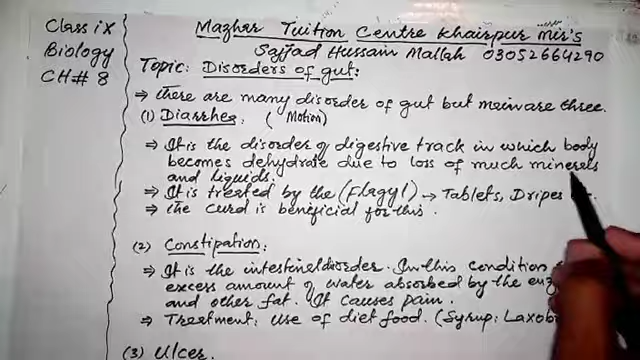 Class ix
Biology
CH# 8
Mazher Tuition Centre Khairpur Mir's
Sajjad Hussain Mallah 03052664290
Topic: Disorders of gut:
⇒ There are many disorder of gut but main are three.
(1) Diarrhea: (Motion)
⇒ It is the disorder of digestive track in which body
becomes dehydrate due to loss of much minerals
and liquids.
⇒ It is treated by the (Flagyl) → Tablets, Dripes
⇒ The curd is beneficial for this.
(2) Constipation:
⇒ It is the intestinal disorder. In this condition
excess amount of water absorbed by the
and other fat. It causes pain.
⇒ Treatment: Use of diet food. (Syrup: Laxob
(3) Ulcer.